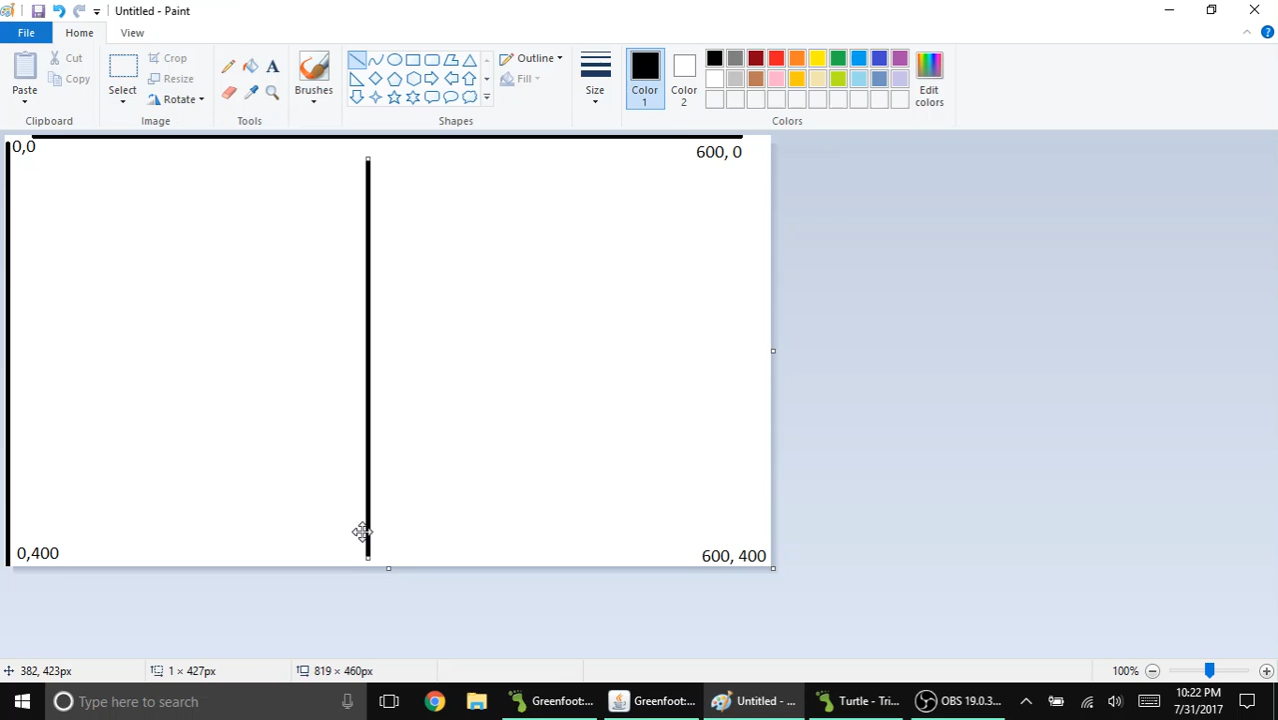 Untitled - Paint
File Home View
Paste Cut Copy Select Crop Resize Rotate A Brushes Outline Fill Size Color 1 Color 2 Edit colors
Clipboard Image Tools Shapes Colors
0,0
600, 0
0,400
600, 400
382, 423px 1 × 427px 819 × 460px 100%
Type here to search Greenfoot:... Greenfoot:... Untitled - ... Turtle - Tri... OBS 19.0.3... 10:22 PM
7/31/2017